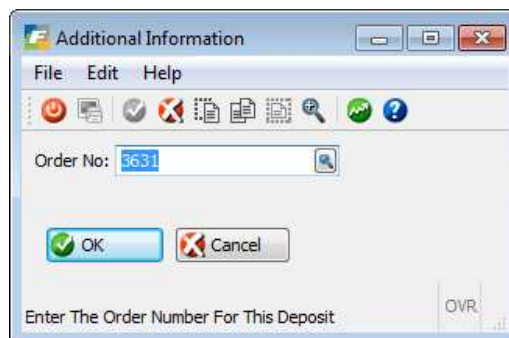 Additional Information
File Edit Help
Order No: 3631
OK Cancel
Enter The Order Number For This Deposit OVR